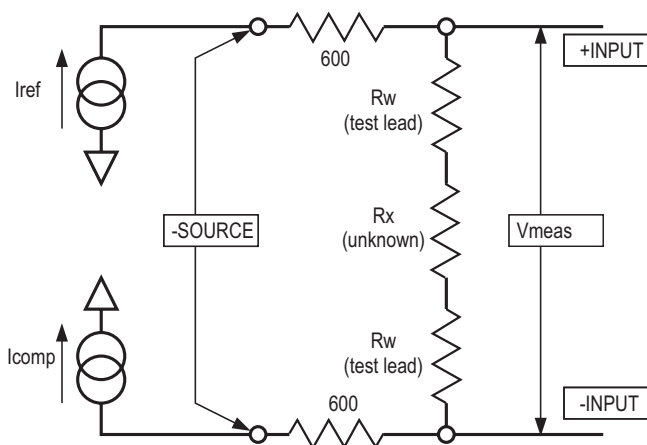 600
+INPUT
Iref
Rw
(test lead)
-SOURCE
Rx
(unknown)
Vmeas
Icomp
Rw
(test lead)
600
-INPUT